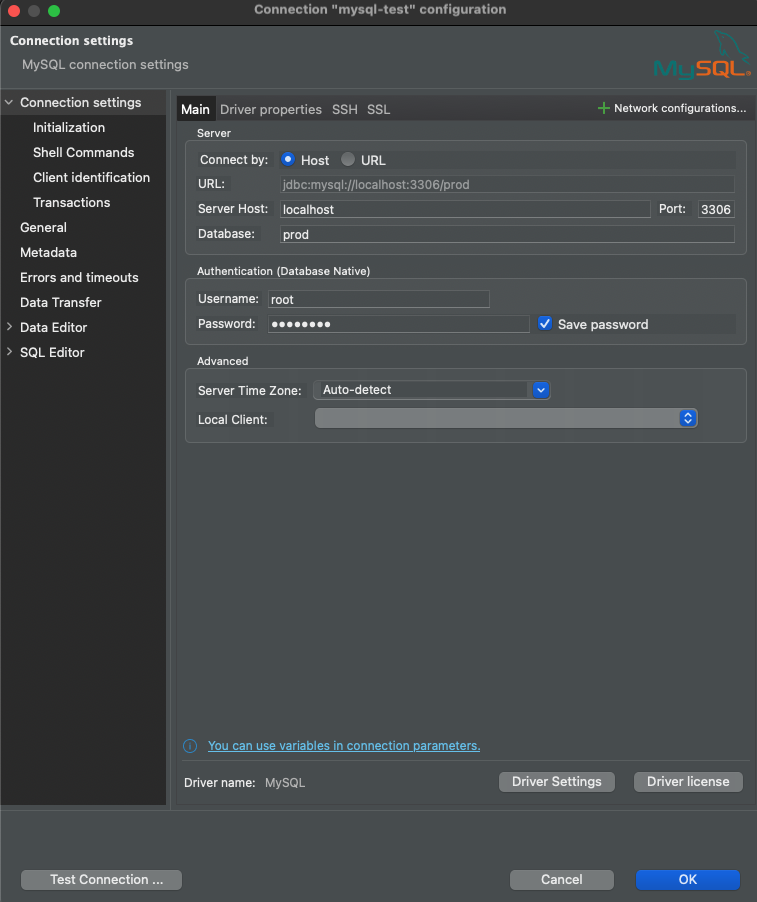 Connection "mysql-test" configuration
Connection settings
MySQL connection settings
MySQL®
Connection settings
Initialization
Shell Commands
Client identification
Transactions
General
Metadata
Errors and timeouts
Data Transfer
Data Editor
SQL Editor
Main Driver properties SSH SSL Network configurations...
Server
Connect by: Host URL
URL: jdbc:mysql://localhost:3306/prod
Server Host: localhost Port: 3306
Database: prod
Authentication (Database Native)
Username: root
Password: ••••••••  Save password
Advanced
Server Time Zone: Auto-detect
Local Client:
You can use variables in connection parameters.
Driver name: MySQL Driver Settings Driver license
Test Connection ... Cancel OK